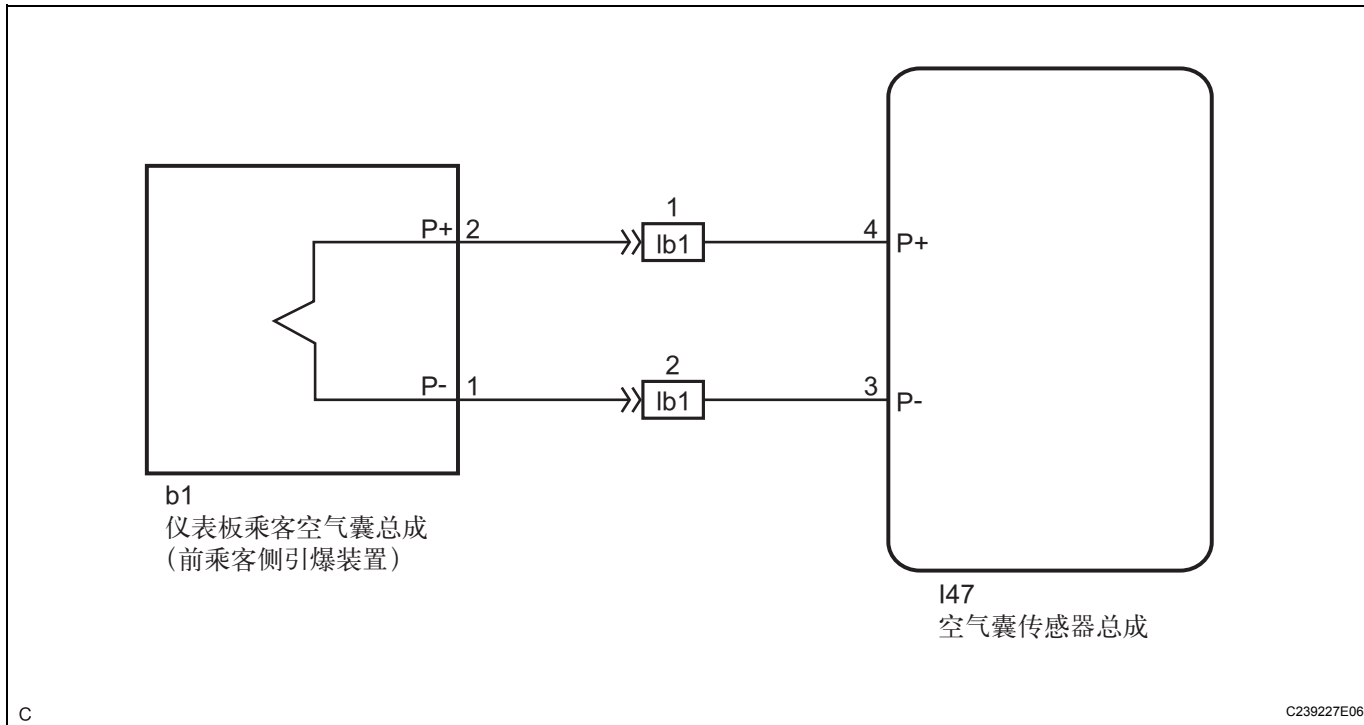 P+ 2
1
Ib1
4 P+
P- 1
2
Ib1
3 P-
b1
仪表板乘客空气囊总成
（前乘客侧引爆装置）
I47
空气囊传感器总成
C
C239227E06